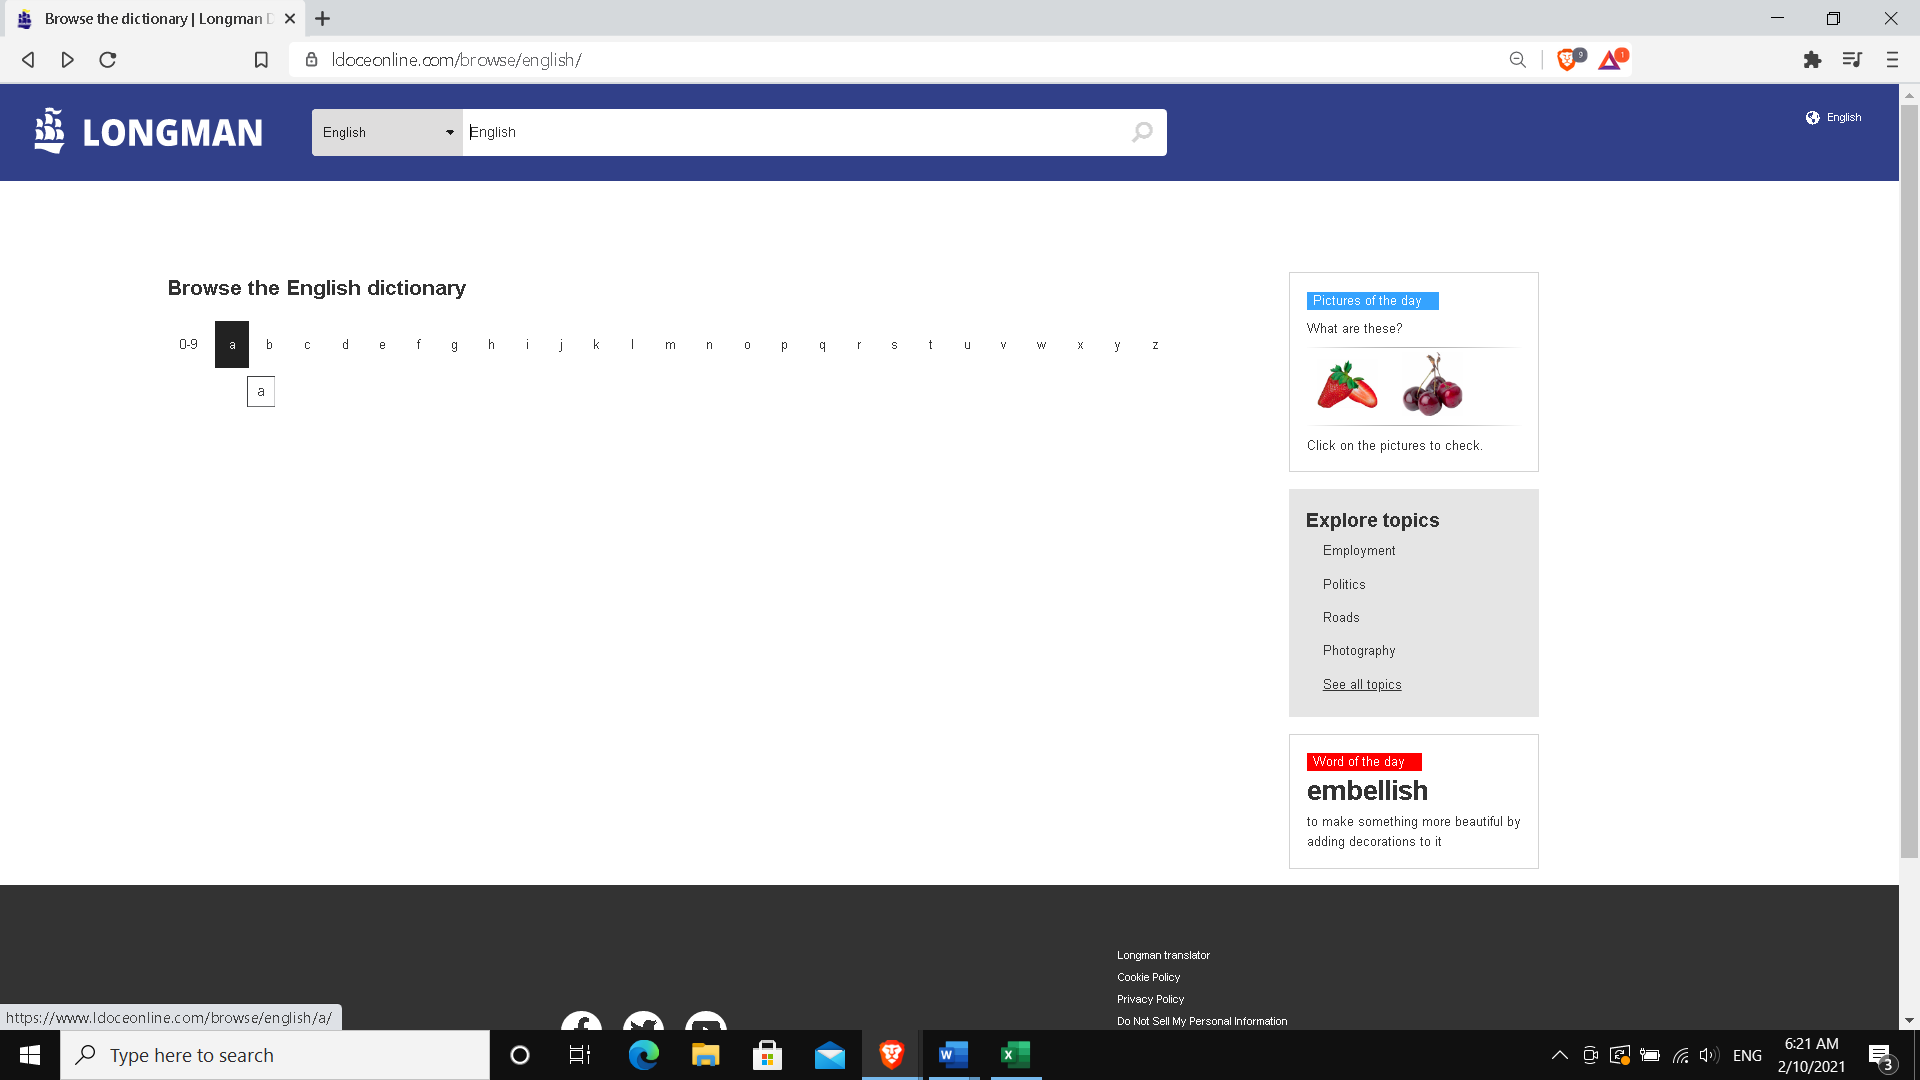 Browse the dictionary | Longman D
ldoceonline.com/browse/english/
9
1
LONGMAN
English
English
English
Browse the English dictionary
0-9 a b c d e f g h i j k l m n o p q r s t u v w x y z
a
Pictures of the day
What are these?
Click on the pictures to check.
Explore topics
Employment
Politics
Roads
Photography
See all topics
Word of the day
embellish
to make something more beautiful by
adding decorations to it
Longman translator
Cookie Policy
Privacy Policy
Do Not Sell My Personal Information
https://www.ldoceonline.com/browse/english/a/
Type here to search
ENG
6:21 AM
2/10/2021
3